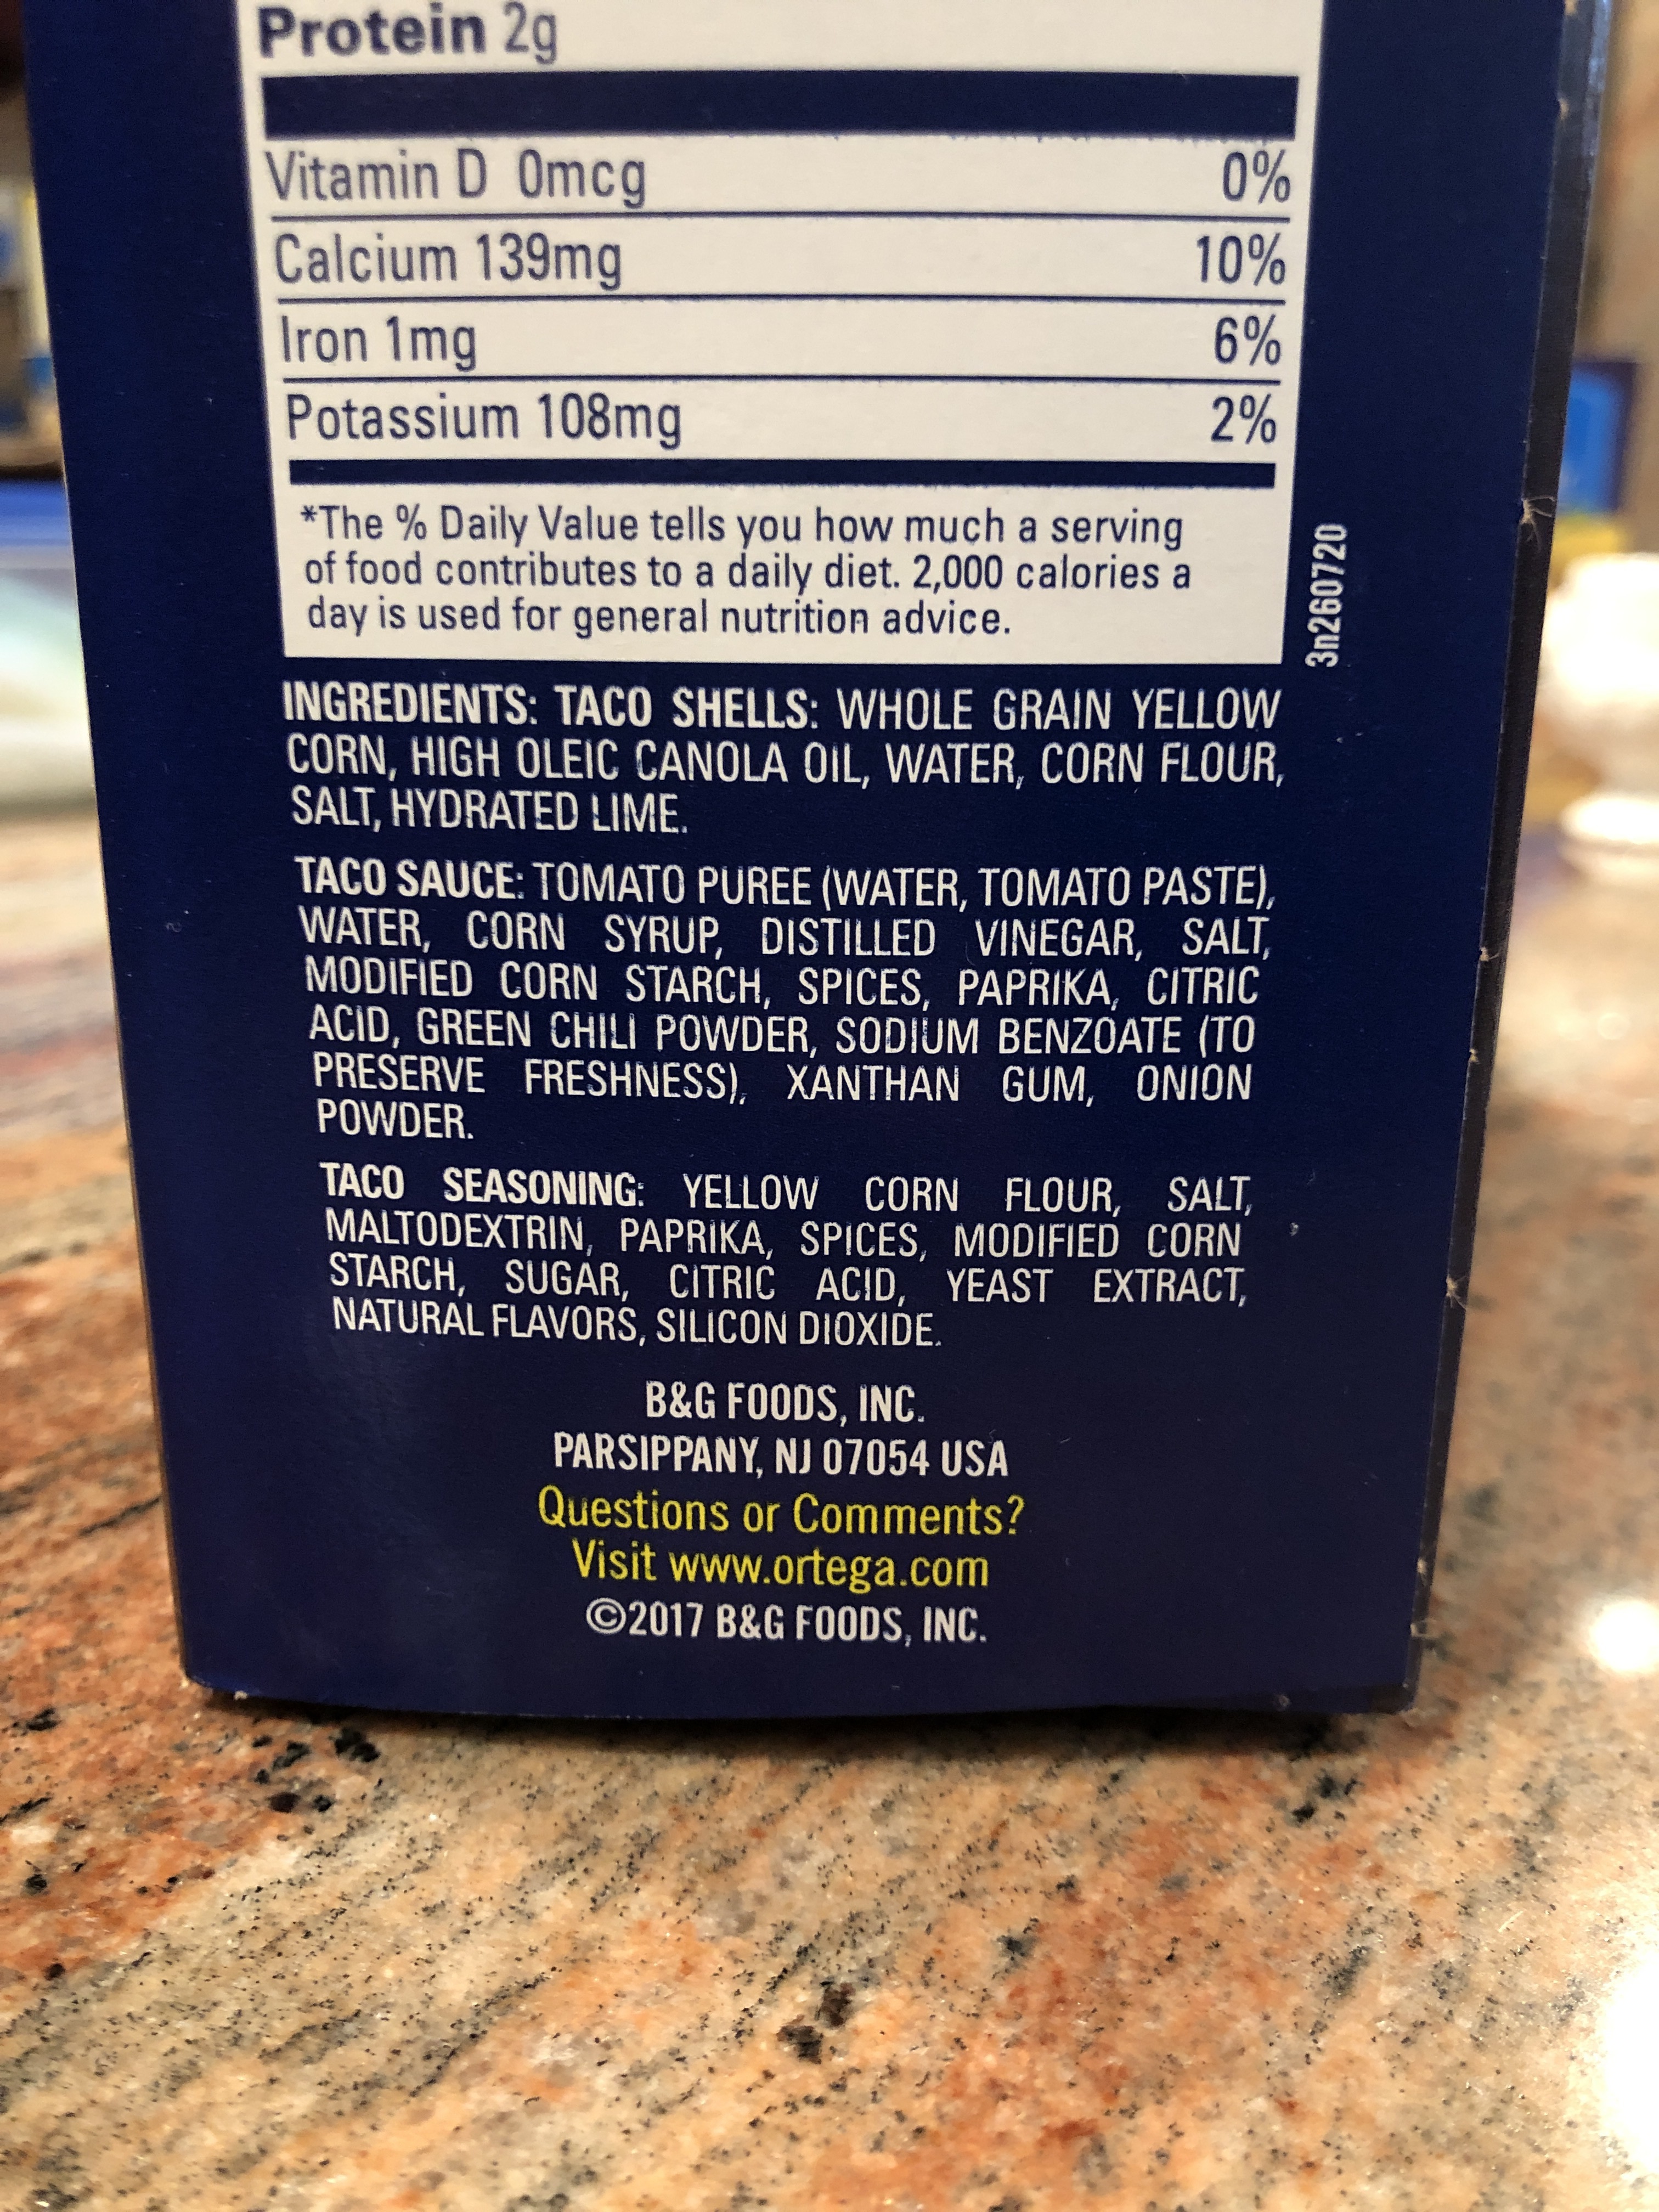 Protein 2g
Vitamin D 0mcg 0%
Calcium 139mg 10%
Iron 1mg 6%
Potassium 108mg 2%
*The % Daily Value tells you how much a serving
of food contributes to a daily diet. 2,000 calories a
day is used for general nutrition advice.
3n260720
INGREDIENTS: TACO SHELLS: WHOLE GRAIN YELLOW
CORN, HIGH OLEIC CANOLA OIL, WATER, CORN FLOUR,
SALT, HYDRATED LIME.
TACO SAUCE: TOMATO PUREE (WATER, TOMATO PASTE),
WATER, CORN SYRUP, DISTILLED VINEGAR, SALT,
MODIFIED CORN STARCH, SPICES, PAPRIKA, CITRIC
ACID, GREEN CHILI POWDER, SODIUM BENZOATE (TO
PRESERVE FRESHNESS), XANTHAN GUM, ONION
POWDER.
TACO SEASONING: YELLOW CORN FLOUR, SALT,
MALTODEXTRIN, PAPRIKA, SPICES, MODIFIED CORN
STARCH, SUGAR, CITRIC ACID, YEAST EXTRACT,
NATURAL FLAVORS, SILICON DIOXIDE.
B&G FOODS, INC.
PARSIPPANY, NJ 07054 USA
Questions or Comments?
Visit www.ortega.com
©2017 B&G FOODS, INC.